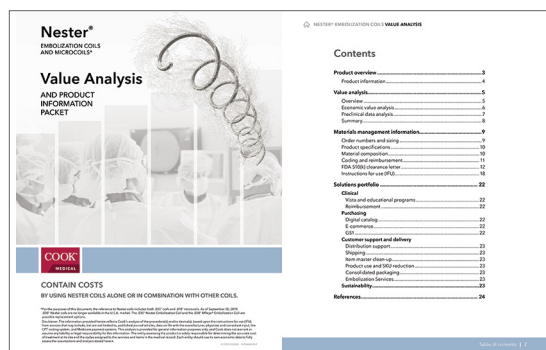 Nester®
EMBOLIZATION COILS
AND MICROCOILS*
Value Analysis
AND PRODUCT
INFORMATION
PACKET
COOK®
MEDICAL
CONTAIN COSTS
BY USING NESTER COILS ALONE OR IN COMBINATION WITH OTHER COILS.
NESTER® EMBOLIZATION COILS VALUE ANALYSIS
Contents
Product overview 3
Product information 4
Value analysis 5
Overview 5
Economic value analysis 6
Preclinical data analysis 7
Summary 8
Materials management information 9
Order numbers and sizing 9
Product specifications 10
Material composition 10
Coding and reimbursement 11
FDA 510(k) clearance letter 12
Instructions for use (IFU) 18
Solutions portfolio 22
Clinical
Vista and educational programs 22
Reimbursement 22
Purchasing
Digital catalog 22
E-commerce 22
GS1 22
Customer support and delivery
Distribution support 23
Shipping 23
Item master clean-up 23
Product use and SKU reduction 23
Consolidated packaging 23
Embolization Services 23
Sustainability 23
References 24
Table of contents | 2